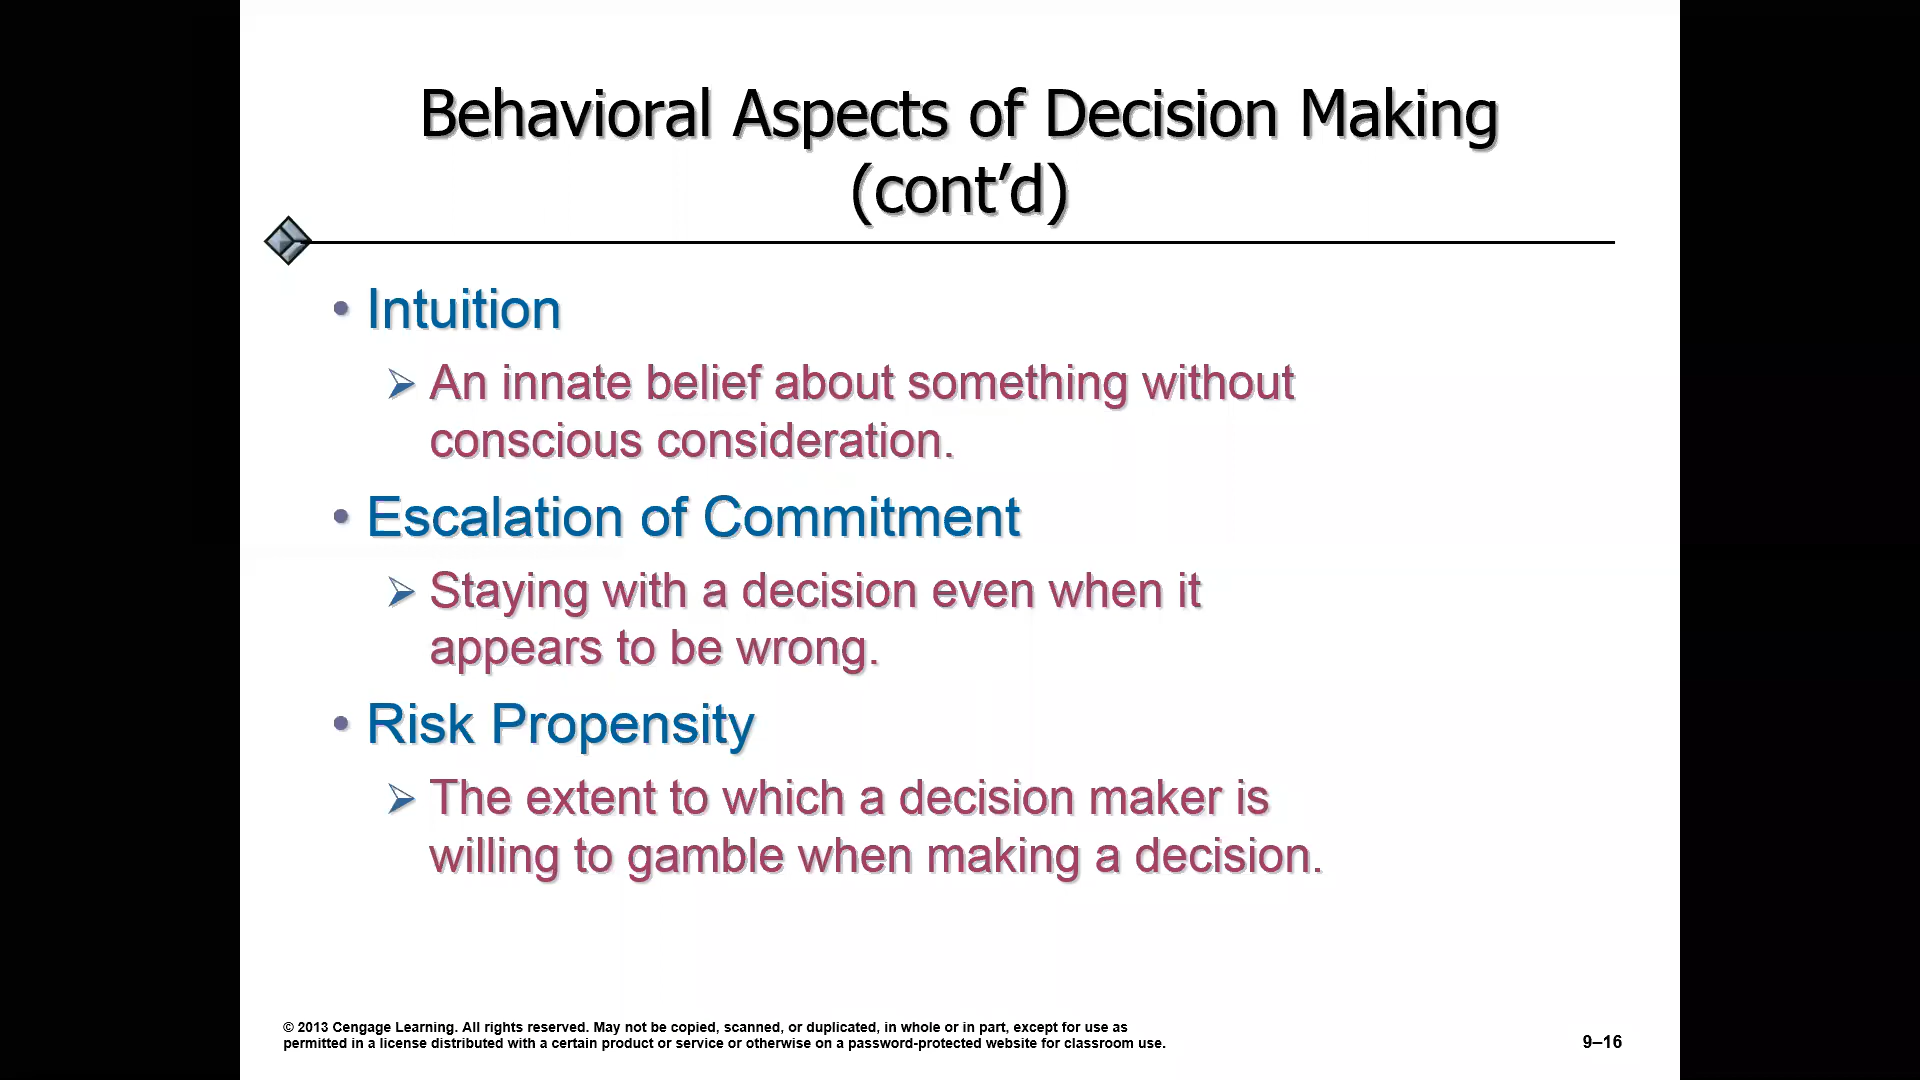 Behavioral Aspects of Decision Making
(cont’d)
• Intuition
➢ An innate belief about something without
conscious consideration.
• Escalation of Commitment
➢ Staying with a decision even when it
appears to be wrong.
• Risk Propensity
➢ The extent to which a decision maker is
willing to gamble when making a decision.
© 2013 Cengage Learning. All rights reserved. May not be copied, scanned, or duplicated, in whole or in part, except for use as
permitted in a license distributed with a certain product or service or otherwise on a password-protected website for classroom use.
9–16